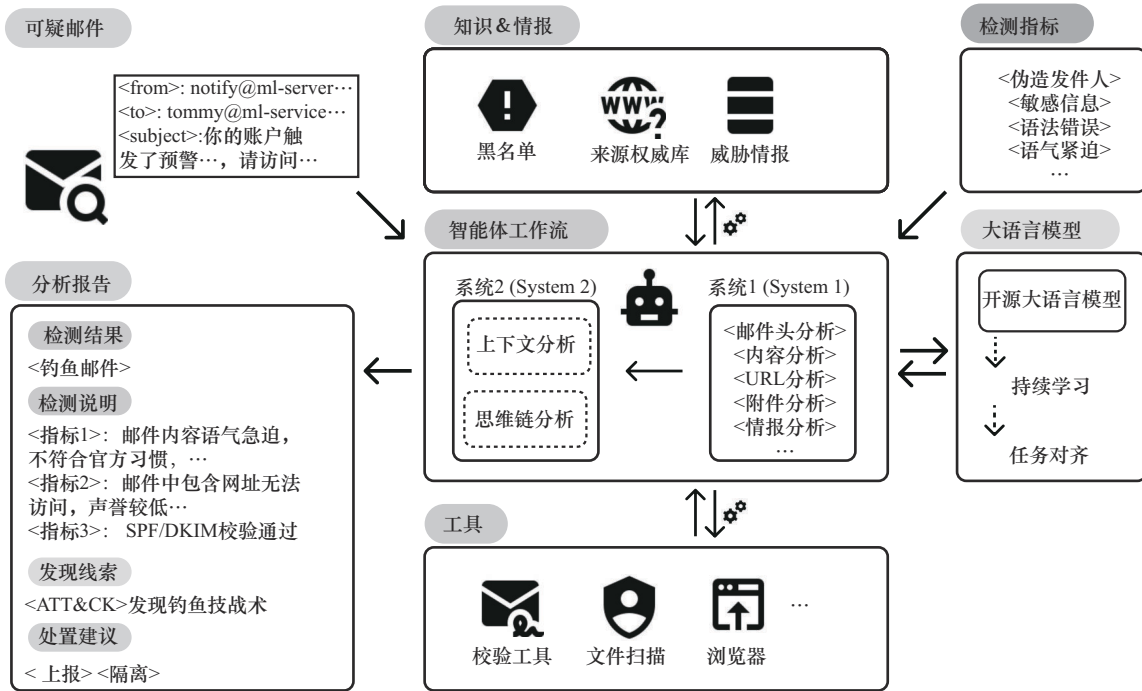 可疑邮件
<from>: notify@ml-server…
<to>: tommy@ml-service…
<subject>:你的账户触
发了预警…，请访问…
知识&情报
WWW
?
黑名单
来源权威库
威胁情报
检测指标
<伪造发件人>
<敏感信息>
<语法错误>
<语气紧迫>
…
智能体工作流
系统2 (System 2)
上下文分析
思维链分析
系统1 (System 1)
<邮件头分析>
<内容分析>
<URL分析>
<附件分析>
<情报分析>
…
大语言模型
开源大语言模型
持续学习
任务对齐
分析报告
检测结果
<钓鱼邮件>
检测说明
<指标1>：邮件内容语气急迫，
不符合官方习惯，…
<指标2>：邮件中包含网址无法
访问，声誉较低…
<指标3>： SPF/DKIM校验通过
发现线索
<ATT&CK>发现钓鱼技战术
处置建议
< 上报> <隔离>
工具
校验工具
文件扫描
浏览器
…